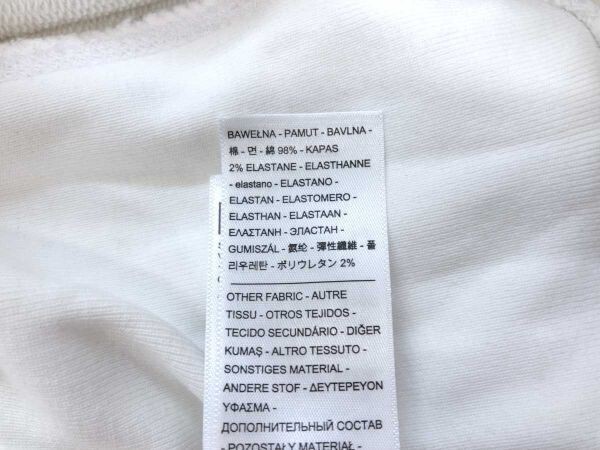 BAWEŁNA - PAMUT - BAVLNA -
棉 - 면 - 綿 98% - KAPAS
2% ELASTANE - ELASTHANNE
- elastano - ELASTANO -
ELASTAN - ELASTOMERO -
ELASTHAN - ELASTAAN -
ΕΛΑΣΤΑΝΗ - ЭЛАСТАН -
GUMISZÁL - 氨纶 - 彈性纖維 - 폴
리우레탄 - ポリウレタン 2%
OTHER FABRIC - AUTRE
TISSU - OTROS TEJIDOS -
TECIDO SECUNDÁRIO - DIĞER
KUMAŞ - ALTRO TESSUTO -
SONSTIGES MATERIAL -
ANDERE STOF - ΔΕΥΤΕΡΕΥΟΝ
ΥΦΑΣΜΑ -
ДОПОЛНИТЕЛЬНЫЙ СОСТАВ
- POZOSTAŁY MATERIAŁ -